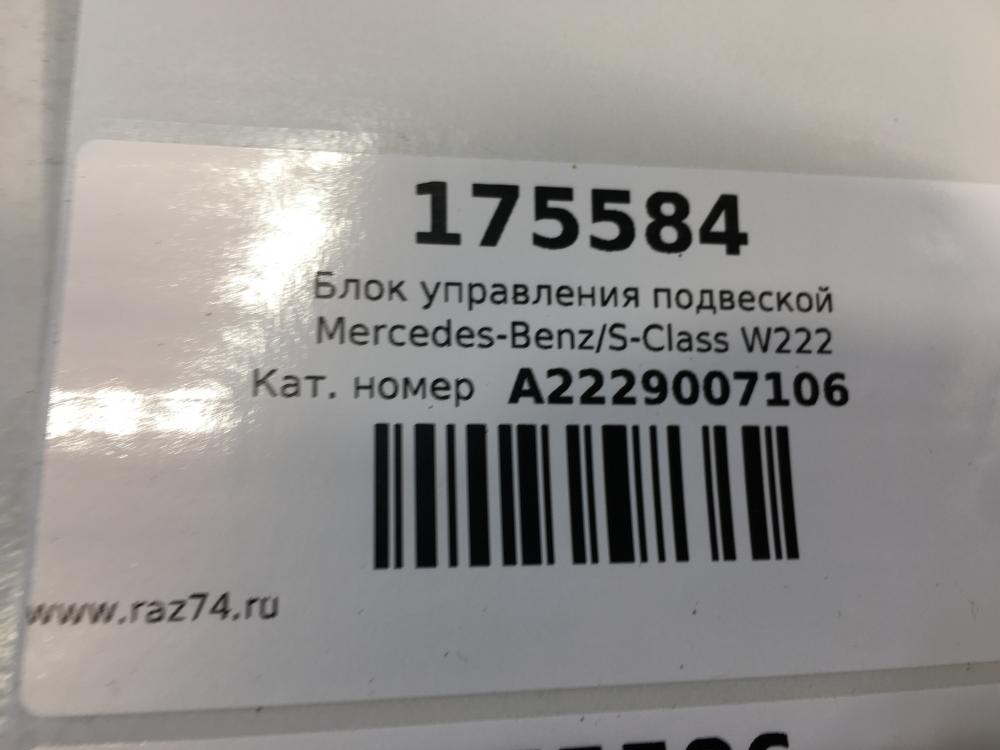 175584
Блок управления подвеской
Mercedes-Benz/S-Class W222
Кат. номер A2229007106
www.raz74.ru